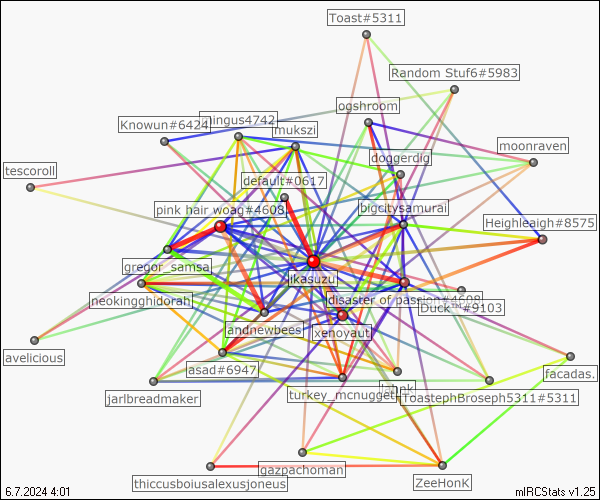 Toast#5311
Random Stuf6#5983
ogshroom
Knowun#6424
mingus4742
mukszi
moonraven
doggerdig
tescoroll
default#0617
pink hair woag#4608
bigcitysamurai
Heighleaigh#8575
gregor_samsa
ikasuzu
neokingghidorah
disaster of passion#4608
Duck™#9103
andnewbees
xenoyaut
avelicious
asad#6947
facadas.
jarlbreadmaker
turkey_mcnugget
ToastephBroseph5311#5311
gazpachoman
thiccusboiusalexusjoneus
ZeeHonK
6.7.2024 4:01
mIRCStats v1.25